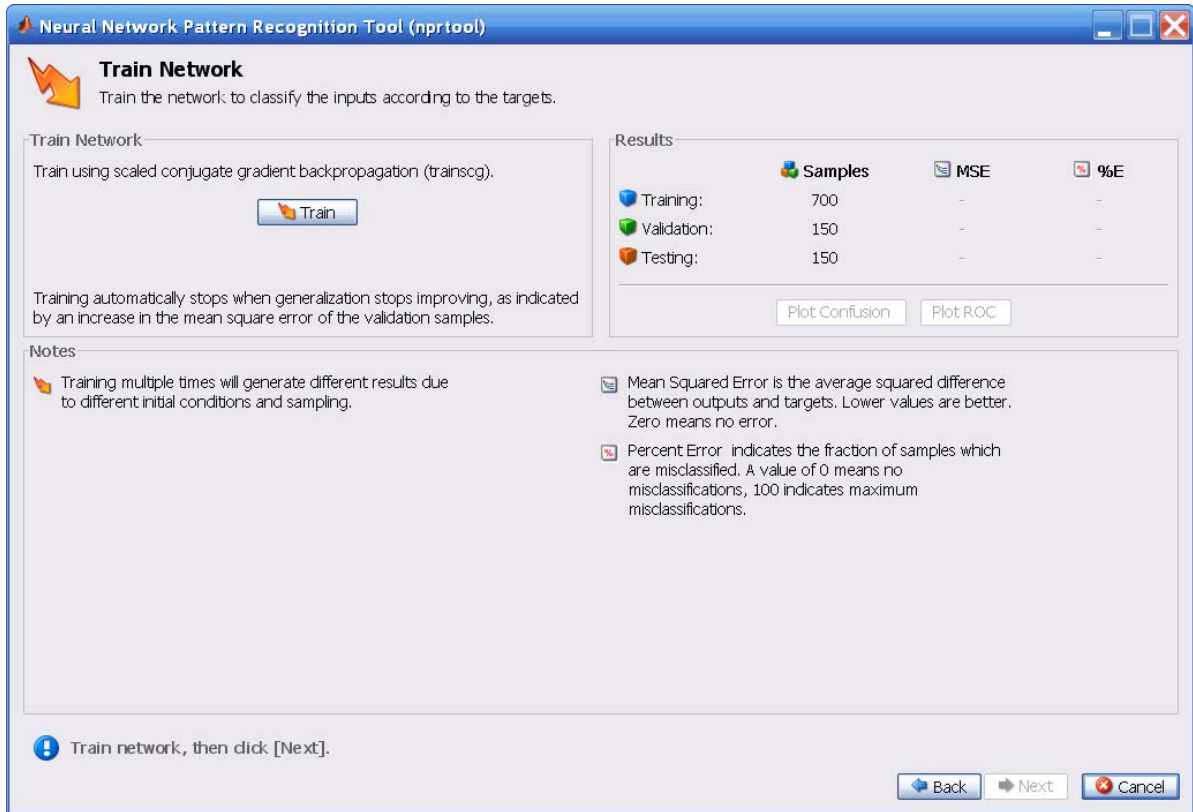 Neural Network Pattern Recognition Tool (nprtool)
Train Network
Train the network to classify the inputs according to the targets.
Train Network
Train using scaled conjugate gradient backpropagation (trainscg).
Train
Training automatically stops when generalization stops improving, as indicated
by an increase in the mean square error of the validation samples.
Results
Samples MSE %E
Training: 700 - -
Validation: 150 - -
Testing: 150 - -
Plot Confusion Plot ROC
Notes
Training multiple times will generate different results due
to different initial conditions and sampling.
Mean Squared Error is the average squared difference
between outputs and targets. Lower values are better.
Zero means no error.
Percent Error indicates the fraction of samples which
are misclassified. A value of 0 means no
misclassifications, 100 indicates maximum
misclassifications.
Train network, then click [Next].
Back Next Cancel